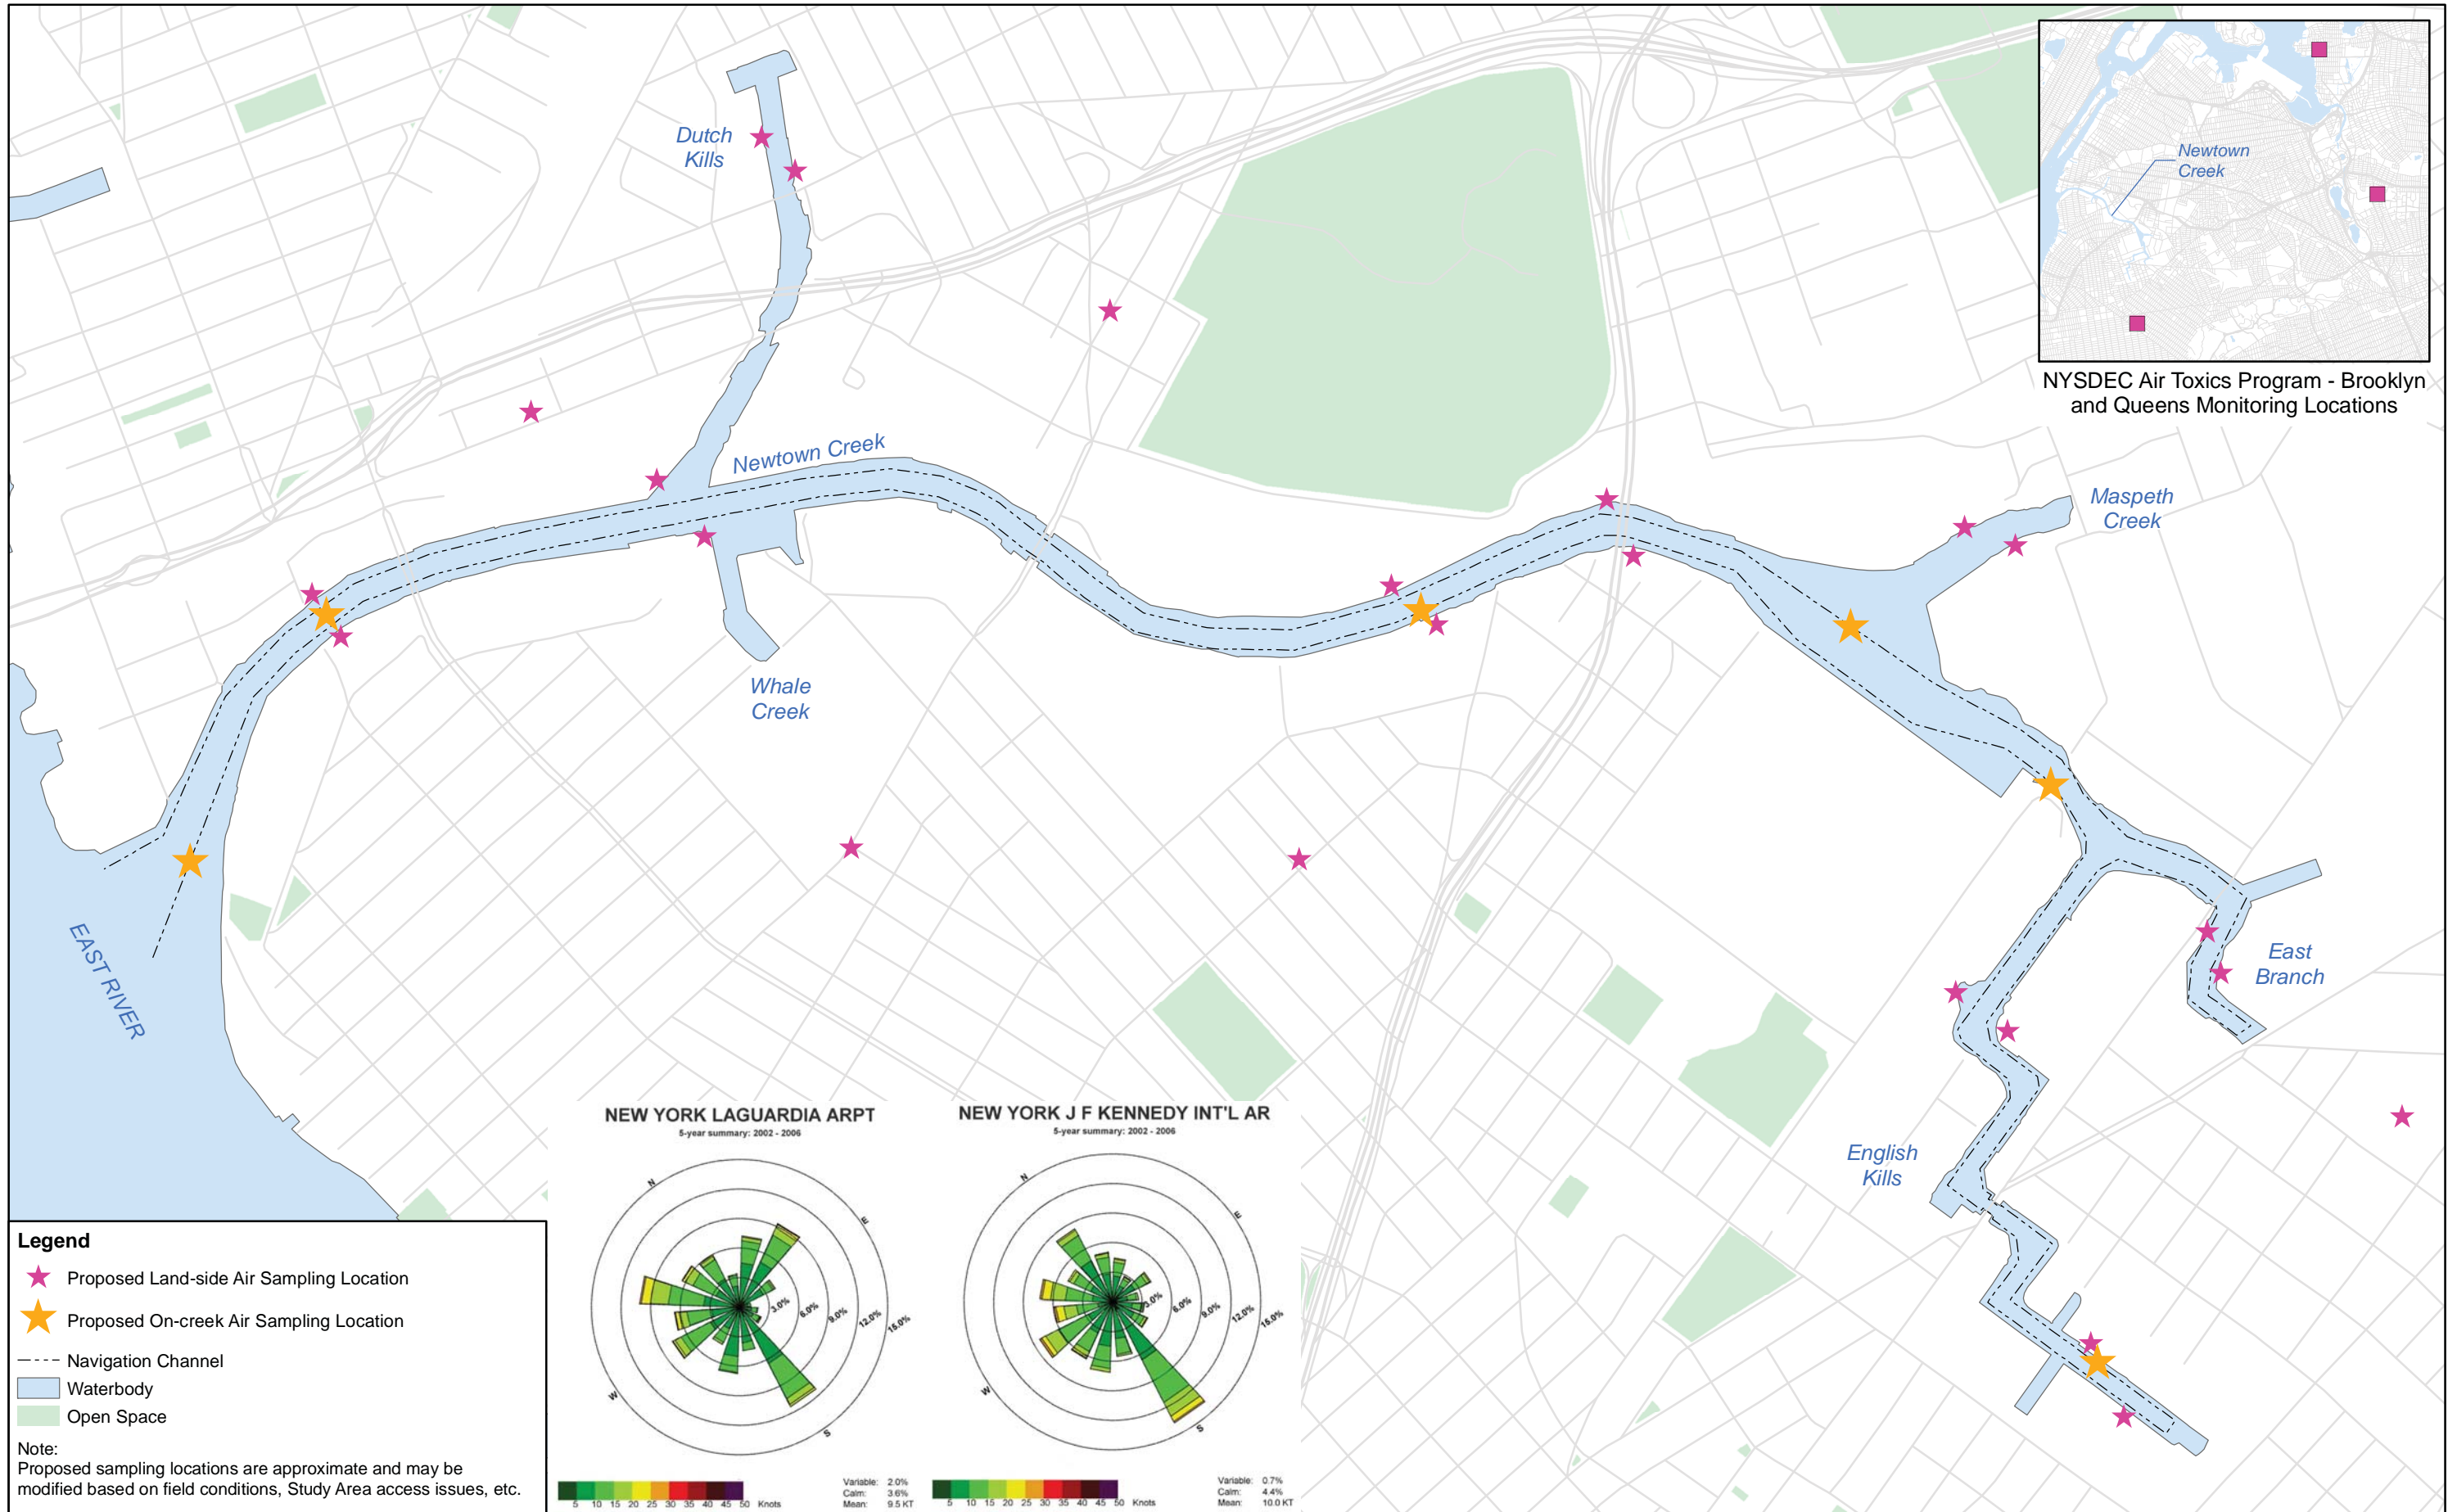 Dutch
Kills
Newtown Creek
Newtown
Creek
NYSDEC Air Toxics Program - Brooklyn
and Queens Monitoring Locations
Maspeth
Creek
Whale
Creek
EAST RIVER
East
Branch
English
Kills
NEW YORK LAGUARDIA ARPT
5-year summary: 2002 - 2006
N
E
S
W
3.0%
6.0%
9.0%
12.0%
15.0%
5 10 15 20 25 30 35 40 45 50 Knots
Variable: 2.0%
Calm: 3.6%
Mean: 9.5 KT
NEW YORK J F KENNEDY INT'L AR
5-year summary: 2002 - 2006
N
E
S
W
3.0%
6.0%
9.0%
12.0%
15.0%
5 10 15 20 25 30 35 40 45 50 Knots
Variable: 0.7%
Calm: 4.4%
Mean: 10.0 KT
Legend
Proposed Land-side Air Sampling Location
Proposed On-creek Air Sampling Location
Navigation Channel
Waterbody
Open Space
Note:
Proposed sampling locations are approximate and may be
modified based on field conditions, Study Area access issues, etc.